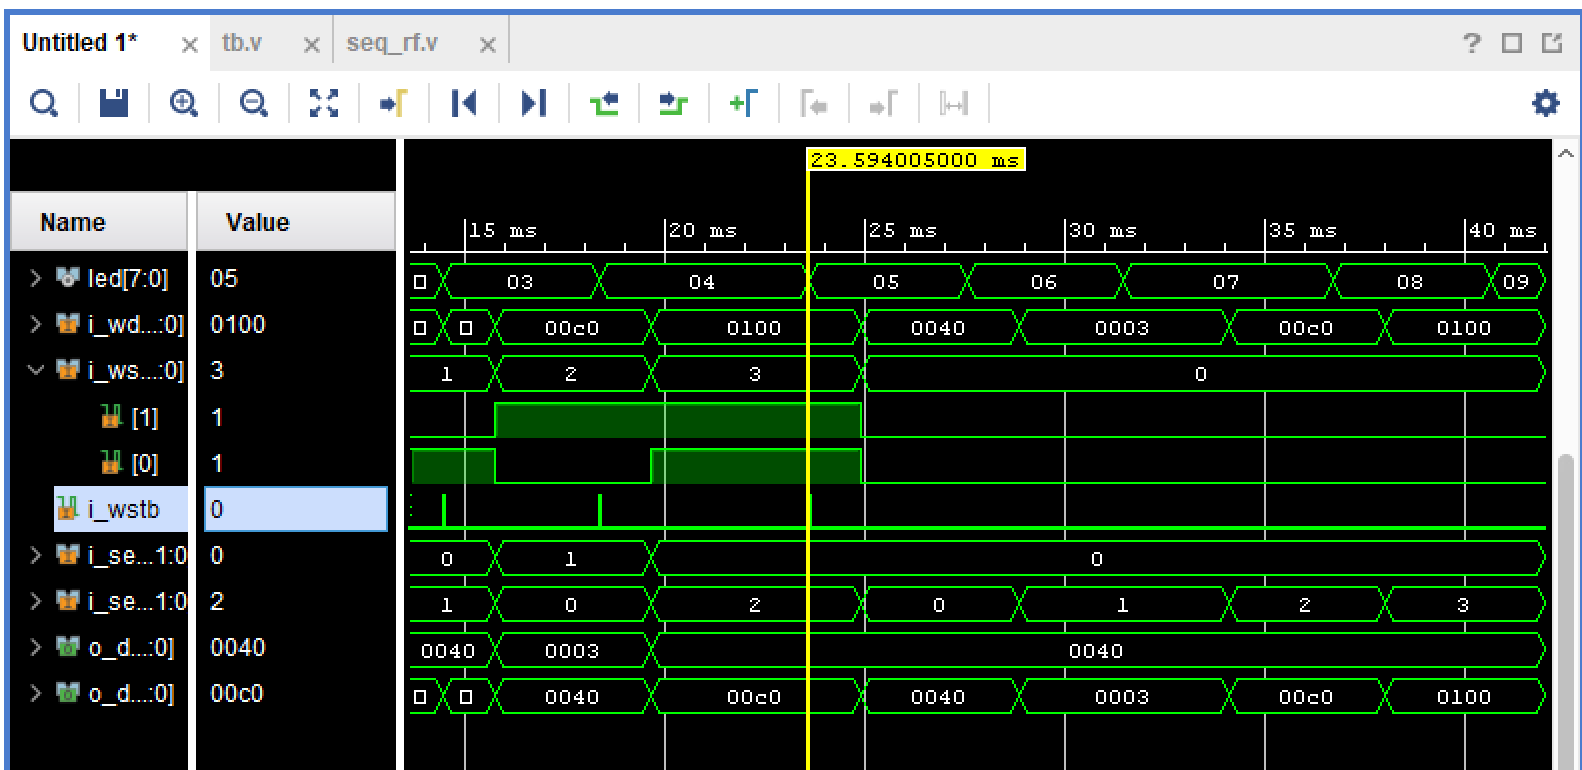 Untitled 1* × tb.v × seq_rf.v × ?
23.594005000 ms
Name Value
15 ms 20 ms 25 ms 30 ms 35 ms 40 ms
led[7:0] 05 03 04 05 06 07 08 09
i_wd...:0] 0100 00c0 0100 0040 0003 00c0 0100
i_ws...:0] 3 1 2 3 0
[1] 1
[0] 1
i_wstb 0
i_se...1:0 0 0 1 0
i_se...1:0 2 1 0 2 0 1 2 3
o_d...:0] 0040 0040 0003 0040
o_d...:0] 00c0 0040 00c0 0040 0003 00c0 0100